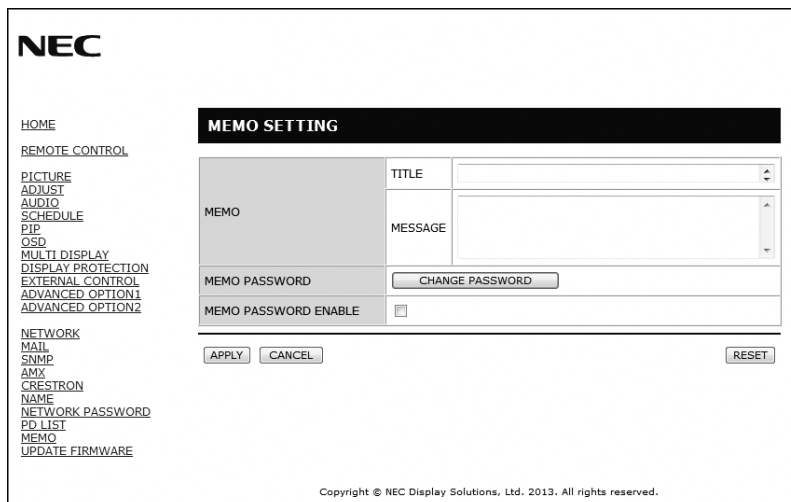 NEC
HOME
REMOTE CONTROL
PICTURE
ADJUST
AUDIO
SCHEDULE
PIP
OSD
MULTI DISPLAY
DISPLAY PROTECTION
EXTERNAL CONTROL
ADVANCED OPTION1
ADVANCED OPTION2
NETWORK
MAIL
SNMP
AMX
CRESTRON
NAME
NETWORK PASSWORD
PD LIST
MEMO
UPDATE FIRMWARE
MEMO SETTING
MEMO
TITLE
MESSAGE
MEMO PASSWORD
CHANGE PASSWORD
MEMO PASSWORD ENABLE
APPLY CANCEL RESET
Copyright © NEC Display Solutions, Ltd. 2013. All rights reserved.